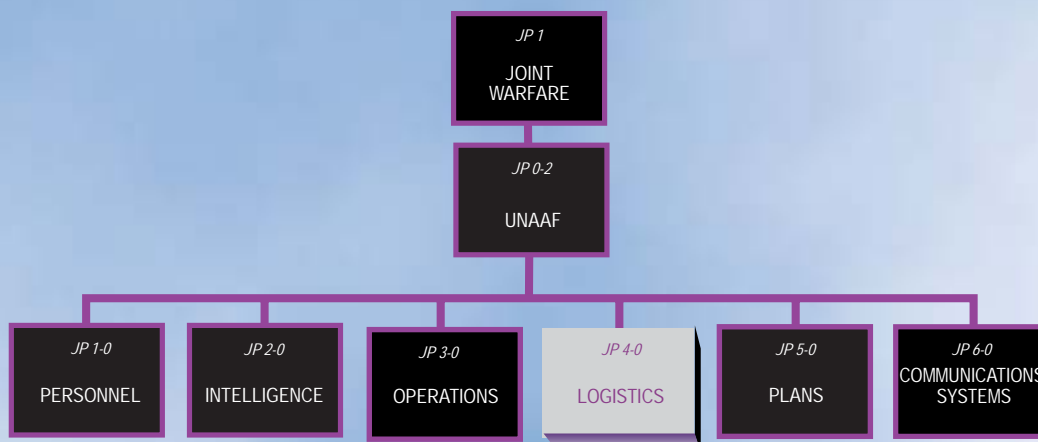 JP 1
JOINT
WARFARE
JP 0-2
UNAAF
JP 1-0
PERSONNEL
JP 2-0
INTELLIGENCE
JP 3-0
OPERATIONS
JP 4-0
LOGISTICS
JP 5-0
PLANS
JP 6-0
COMMUNICATIONS
SYSTEMS